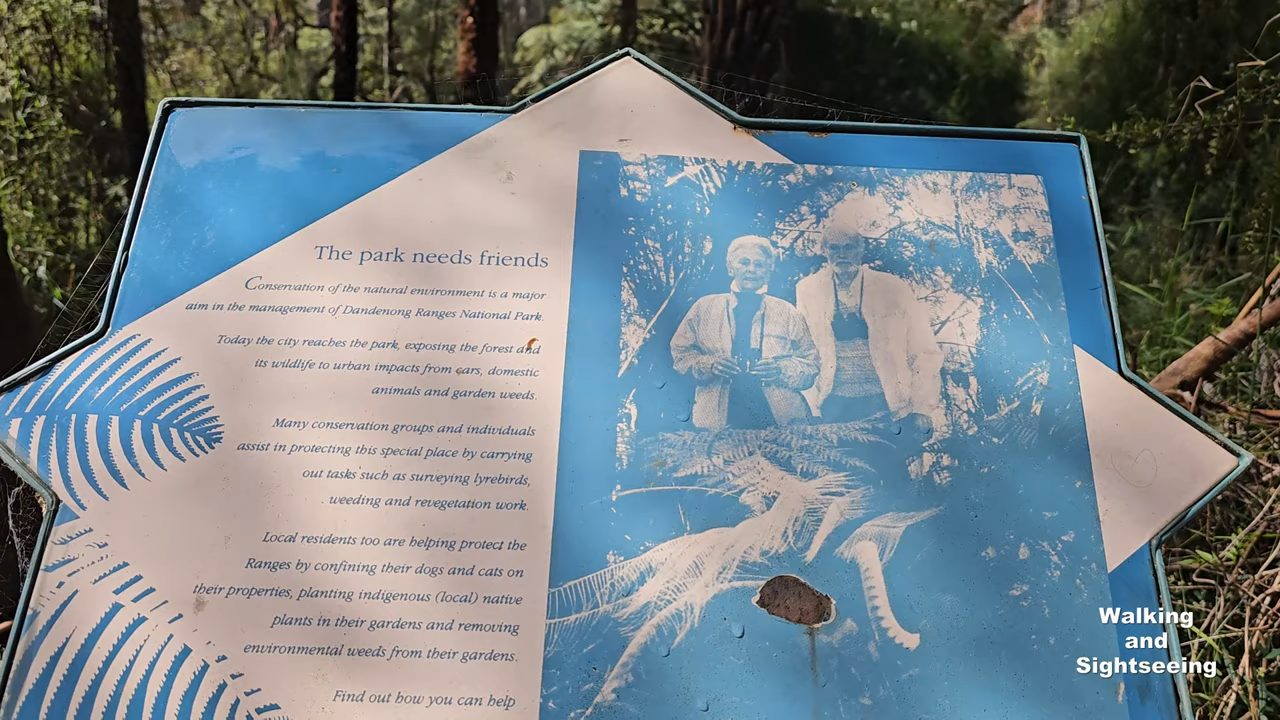 The park needs friends
Conservation of the natural environment is a major
aim in the management of Dandenong Ranges National Park.
Today the city reaches the park, exposing the forest and
its wildlife to urban impacts from cars, domestic
animals and garden weeds.
Many conservation groups and individuals
assist in protecting this special place by carrying
out tasks such as surveying lyrebirds,
weeding and revegetation work.
Local residents too are helping protect the
Ranges by confining their dogs and cats on
their properties, planting indigenous (local) native
plants in their gardens and removing
environmental weeds from their gardens.
Find out how you can help
Walking
and
Sightseeing